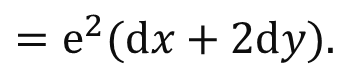 = e²(dx + 2dy).